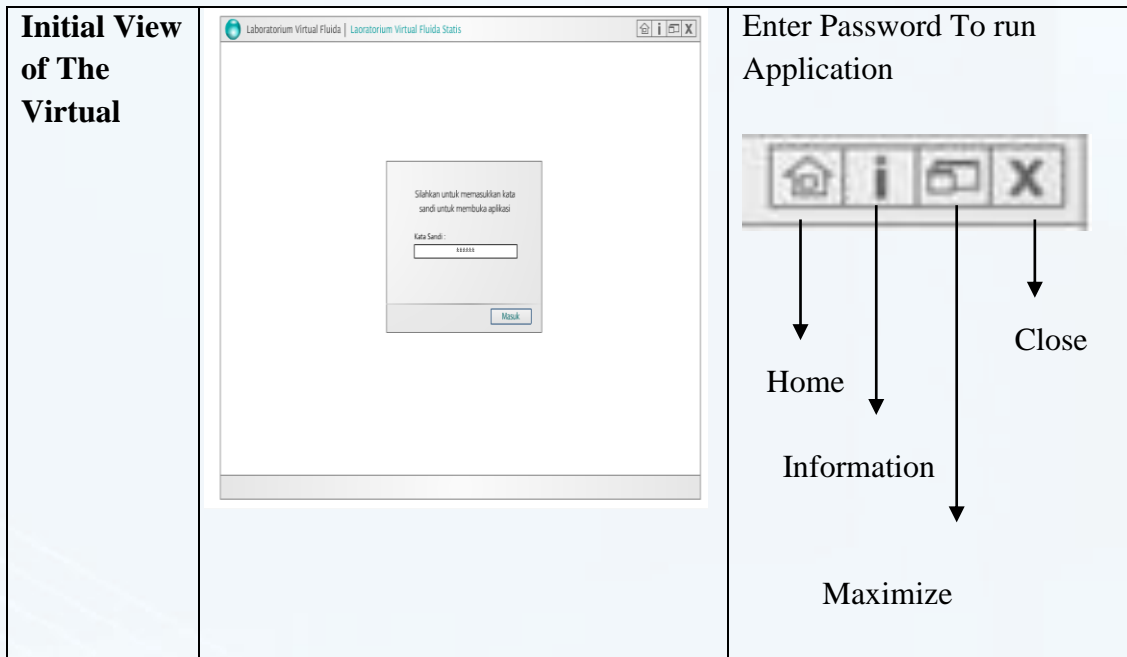 Initial View
of The
Virtual
Laboratorium Virtual Fluida | Laoratorium Virtual Fluida Statis
X
Silahkan untuk memasukkan kata
sandi untuk membuka aplikasi
Kata Sandi :
******
Masuk
Enter Password To run
Application
i X
Close
Home
Information
Maximize